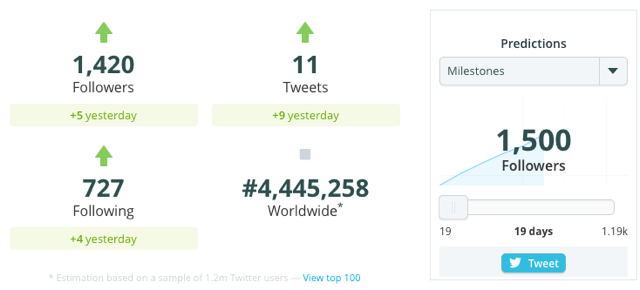 1,420
Followers
+5 yesterday
11
Tweets
+9 yesterday
727
Following
+4 yesterday
#4,445,258
Worldwide*
* Estimation based on a sample of 1.2m Twitter users — View top 100
Predictions
Milestones
1,500
Followers
19 19 days 1.19k
Tweet